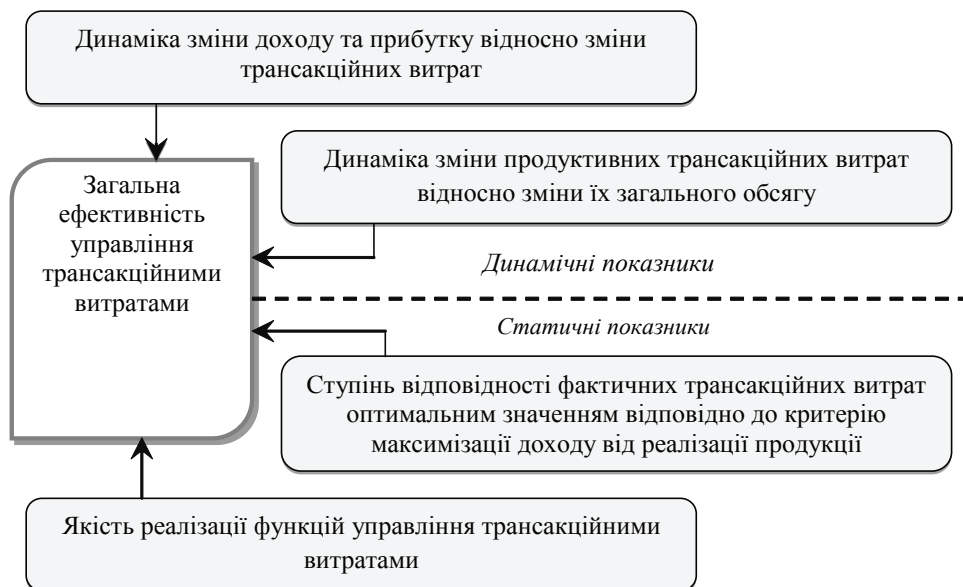 Динаміка зміни доходу та прибутку відносно зміни
трансакційних витрат
Динаміка зміни продуктивних трансакційних витрат
відносно зміни їх загального обсягу
Загальна
ефективність
управління
трансакційними
витратами
Динамічні показники
Статичні показники
Ступінь відповідності фактичних трансакційних витрат
оптимальним значенням відповідно до критерію
максимізації доходу від реалізації продукції
Якість реалізації функцій управління трансакційними
витратами